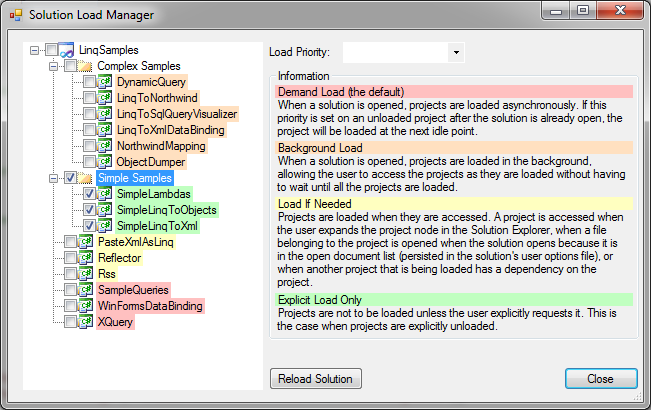 Solution Load Manager
LinqSamples
Complex Samples
DynamicQuery
LinqToNorthwind
LinqToSqlQueryVisualizer
LinqToXmlDataBinding
NorthwindMapping
ObjectDumper
Simple Samples
SimpleLambdas
SimpleLinqToObjects
SimpleLinqToXml
PasteXmlAsLinq
Reflector
Rss
SampleQueries
WinFormsDataBinding
XQuery
Load Priority:
Information
Demand Load (the default)
When a solution is opened, projects are loaded asynchronously. If this
priority is set on an unloaded project after the solution is already open, the
project will be loaded at the next idle point.
Background Load
When a solution is opened, projects are loaded in the background,
allowing the user to access the projects as they are loaded without having
to wait until all the projects are loaded.
Load If Needed
Projects are loaded when they are accessed. A project is accessed when
the user expands the project node in the Solution Explorer, when a file
belonging to the project is opened when the solution opens because it is
in the open document list (persisted in the solution's user options file), or
when another project that is being loaded has a dependency on the
project.
Explicit Load Only
Projects are not to be loaded unless the user explicitly requests it. This is
the case when projects are explicitly unloaded.
Reload Solution
Close